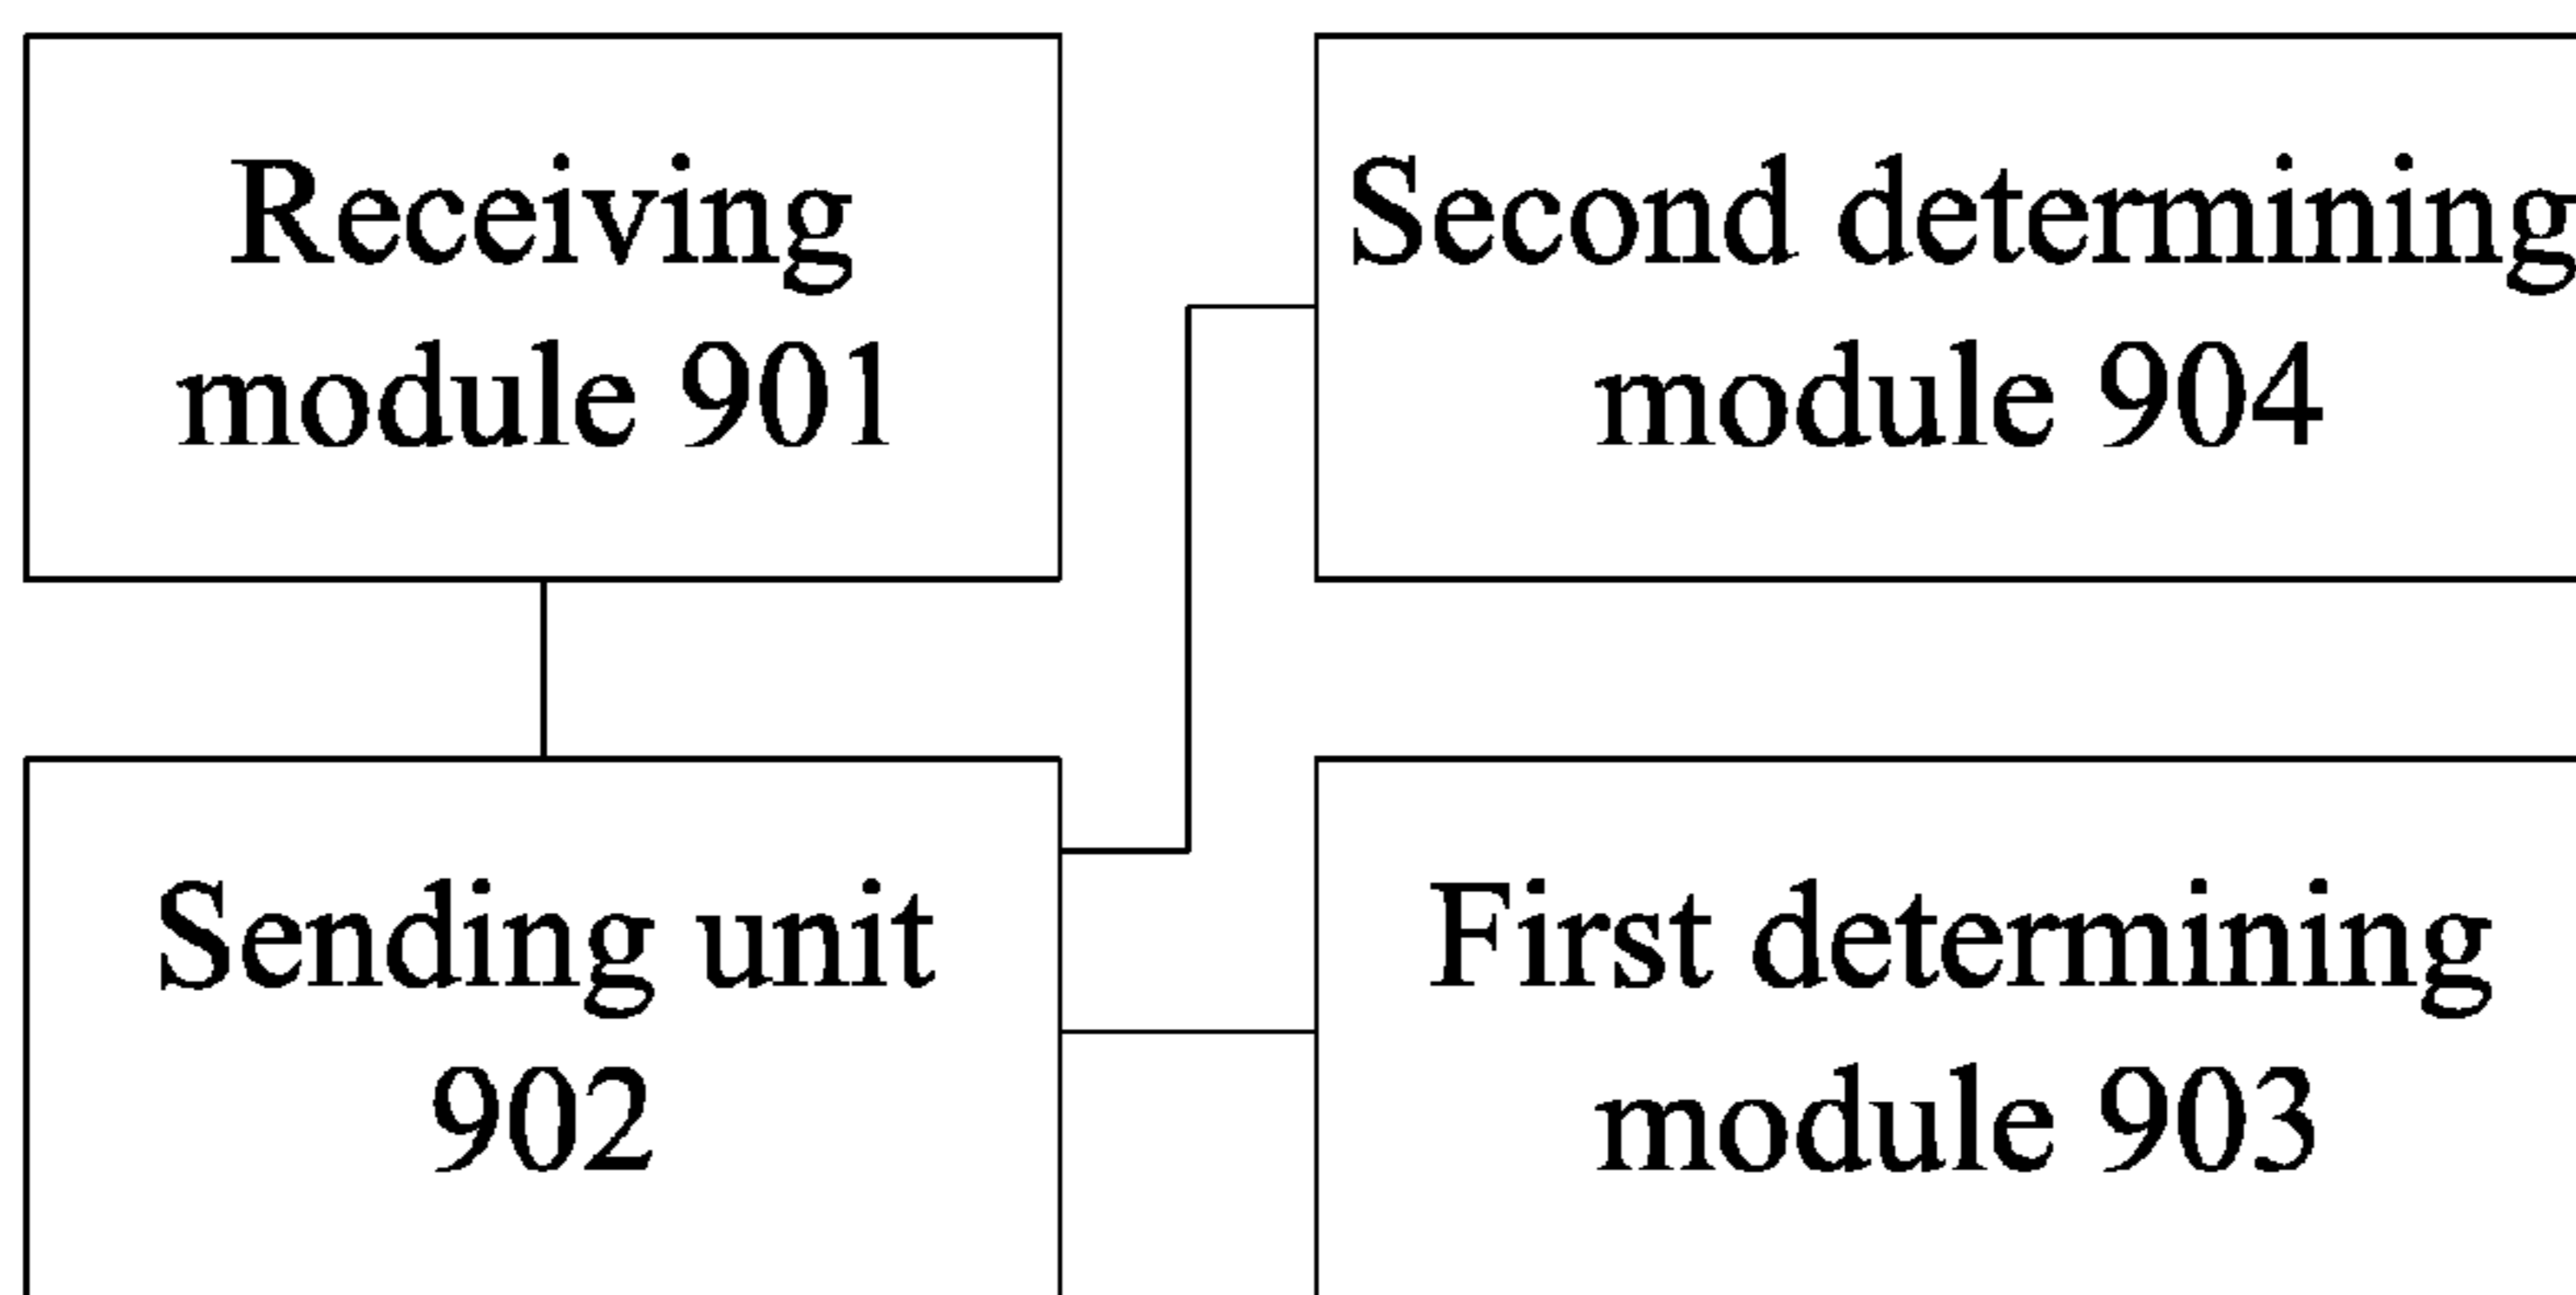 Receiving
module 901
Second determining
module 904
Sending unit
902
First determining
module 903